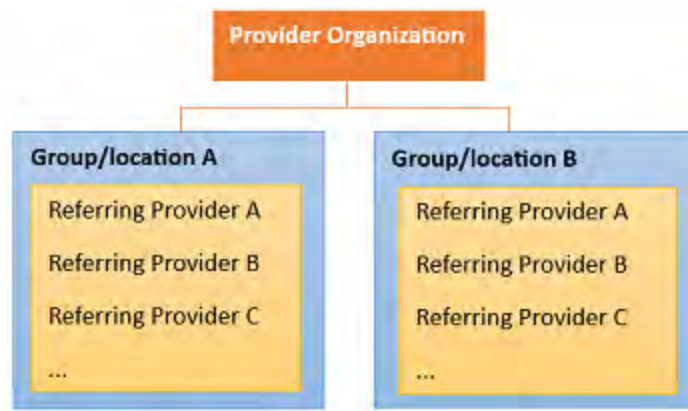 Provider Organization
Group/location A
Referring Provider A
Referring Provider B
Referring Provider C
...
Group/location B
Referring Provider A
Referring Provider B
Referring Provider C
...